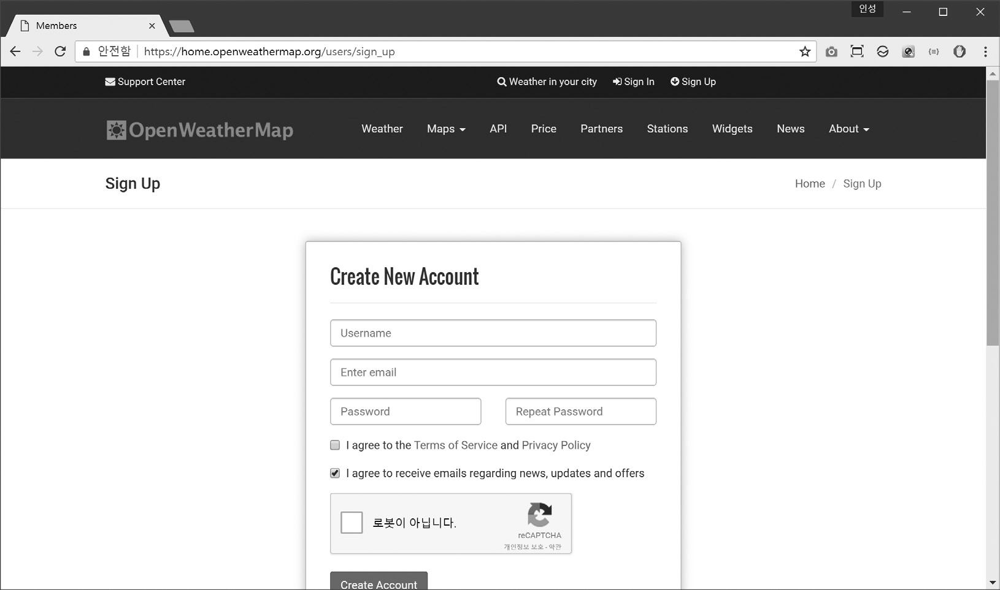 인성
Members
안전함 https://home.openweathermap.org/users/sign_up
Support Center Weather in your city Sign In Sign Up
OpenWeatherMap Weather Maps API Price Partners Stations Widgets News About
Sign Up Home / Sign Up
Create New Account
Username
Enter email
Password Repeat Password
I agree to the Terms of Service and Privacy Policy
I agree to receive emails regarding news, updates and offers
로봇이 아닙니다.
reCAPTCHA
개인정보 보호 - 약관
Create Account